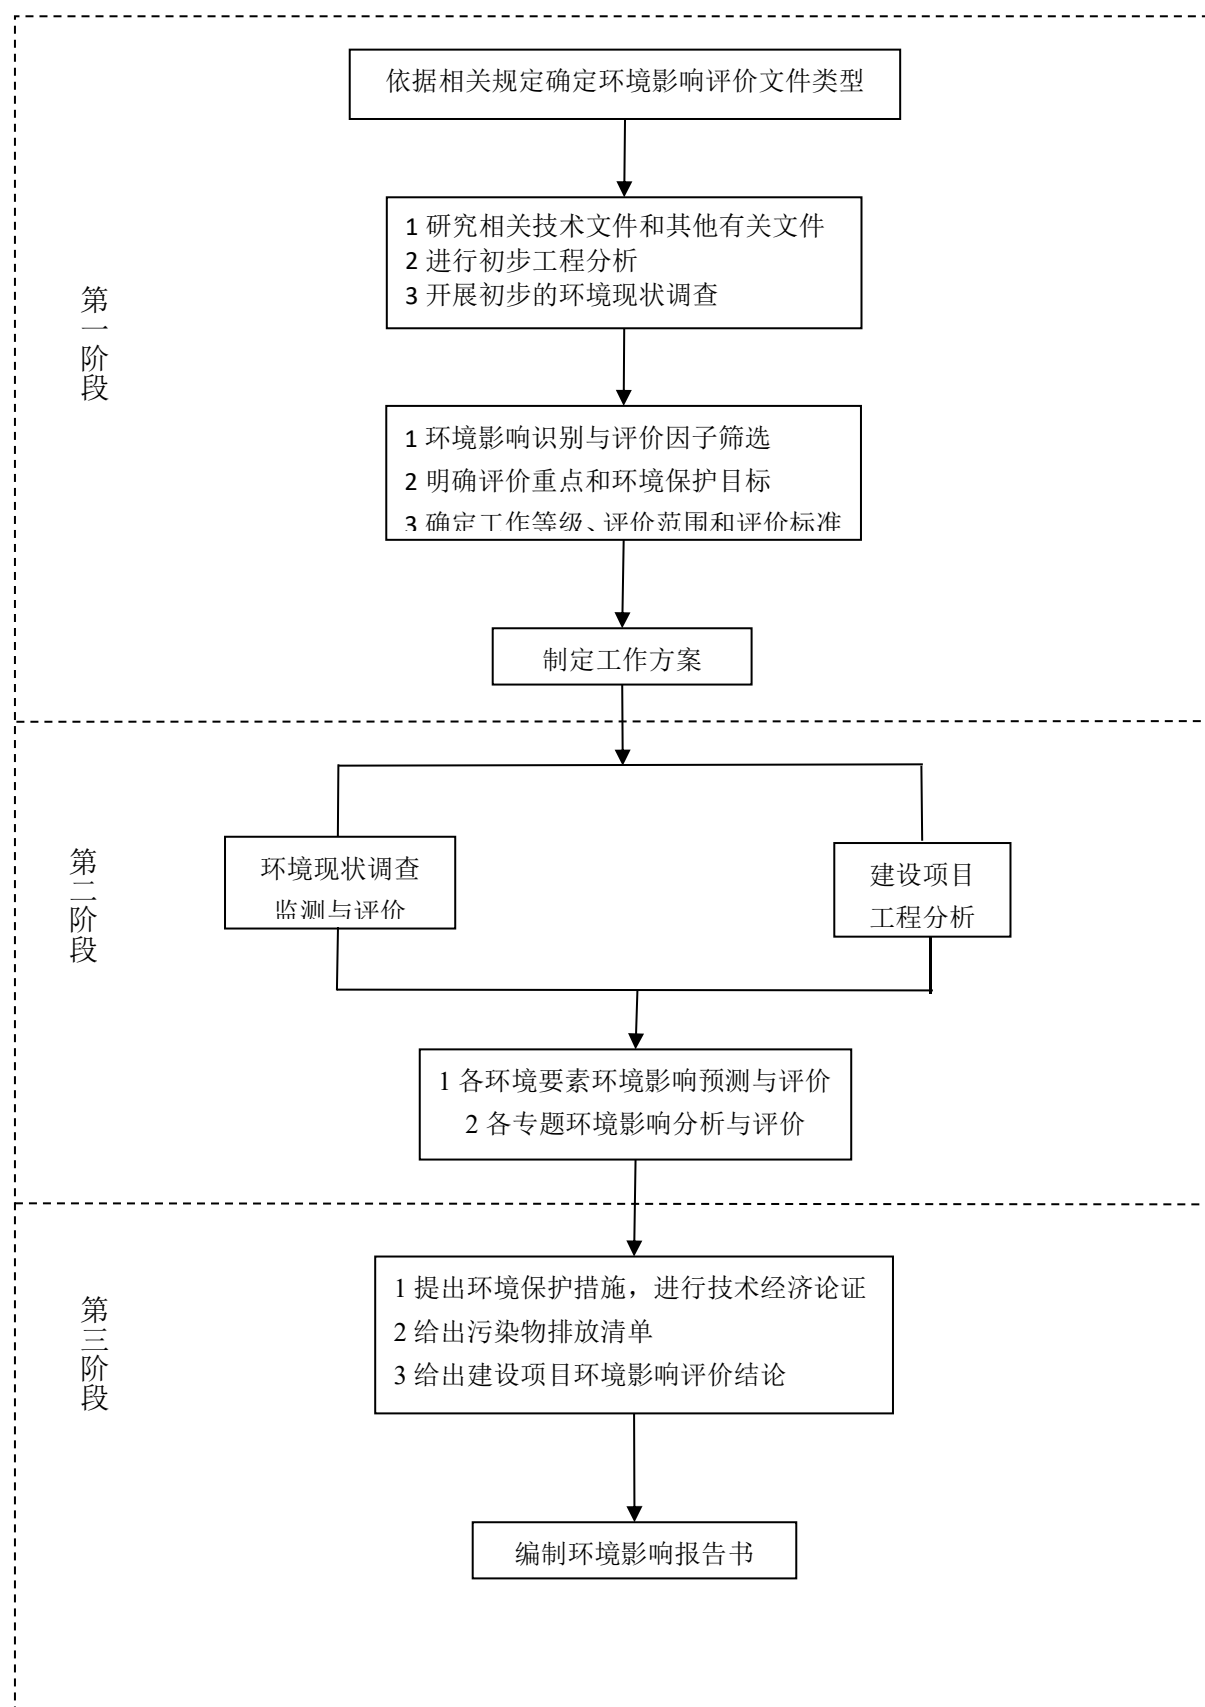 依据相关规定确定环境影响评价文件类型
1 研究相关技术文件和其他有关文件
2 进行初步工程分析
3 开展初步的环境现状调查
第一阶段
1 环境影响识别与评价因子筛选
2 明确评价重点和环境保护目标
3 确定工作等级、评价范围和评价标准
制定工作方案
第二阶段
环境现状调查
监测与评价
建设项目
工程分析
1 各环境要素环境影响预测与评价
2 各专题环境影响分析与评价
第三阶段
1 提出环境保护措施，进行技术经济论证
2 给出污染物排放清单
3 给出建设项目环境影响评价结论
编制环境影响报告书